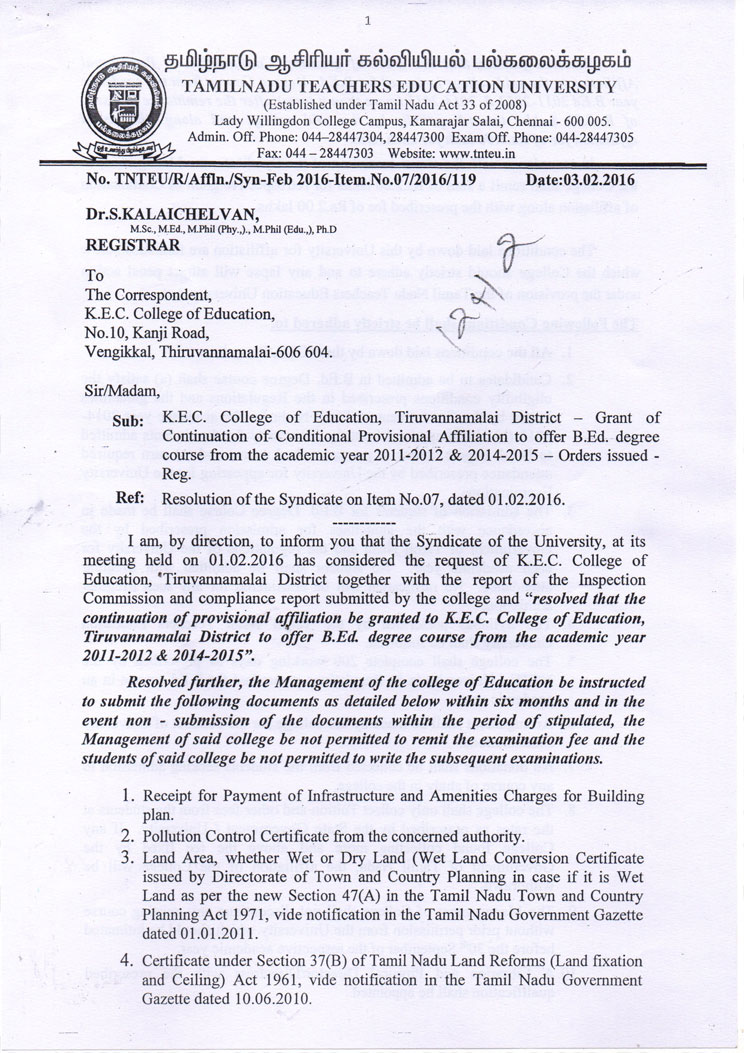 1
தமிழ்நாடு ஆசிரியர் கல்வியியல் பல்கலைக்கழகம்
TAMILNADU TEACHERS EDUCATION UNIVERSITY
(Established under Tamil Nadu Act 33 of 2008)
Lady Willingdon College Campus, Kamarajar Salai, Chennai - 600 005.
Admin. Off. Phone: 044–28447304, 28447300 Exam Off. Phone: 044-28447305
Fax: 044 – 28447303 Website: www.tnteu.in
No. TNTEU/R/Affln./Syn-Feb 2016-Item.No.07/2016/119 Date:03.02.2016
Dr.S.KALAICHELVAN,
M.Sc., M.Ed., M.Phil (Phy.,)., M.Phil (Edu.,), Ph.D
REGISTRAR
To
The Correspondent,
K.E.C. College of Education,
No.10, Kanji Road,
Vengikkal, Thiruvannamalai-606 604.
Sir/Madam,
Sub: K.E.C. College of Education, Tiruvannamalai District – Grant of
Continuation of Conditional Provisional Affiliation to offer B.Ed. degree
course from the academic year 2011-2012 & 2014-2015 – Orders issued -
Reg.
Ref: Resolution of the Syndicate on Item No.07, dated 01.02.2016.
------------
I am, by direction, to inform you that the Syndicate of the University, at its
meeting held on 01.02.2016 has considered the request of K.E.C. College of
Education, Tiruvannamalai District together with the report of the Inspection
Commission and compliance report submitted by the college and “resolved that the
continuation of provisional affiliation be granted to K.E.C. College of Education,
Tiruvannamalai District to offer B.Ed. degree course from the academic year
2011-2012 & 2014-2015”.
Resolved further, the Management of the college of Education be instructed
to submit the following documents as detailed below within six months and in the
event non - submission of the documents within the period of stipulated, the
Management of said college be not permitted to remit the examination fee and the
students of said college be not permitted to write the subsequent examinations.
1. Receipt for Payment of Infrastructure and Amenities Charges for Building
plan.
2. Pollution Control Certificate from the concerned authority.
3. Land Area, whether Wet or Dry Land (Wet Land Conversion Certificate
issued by Directorate of Town and Country Planning in case if it is Wet
Land as per the new Section 47(A) in the Tamil Nadu Town and Country
Planning Act 1971, vide notification in the Tamil Nadu Government Gazette
dated 01.01.2011.
4. Certificate under Section 37(B) of Tamil Nadu Land Reforms (Land fixation
and Ceiling) Act 1961, vide notification in the Tamil Nadu Government
Gazette dated 10.06.2010.